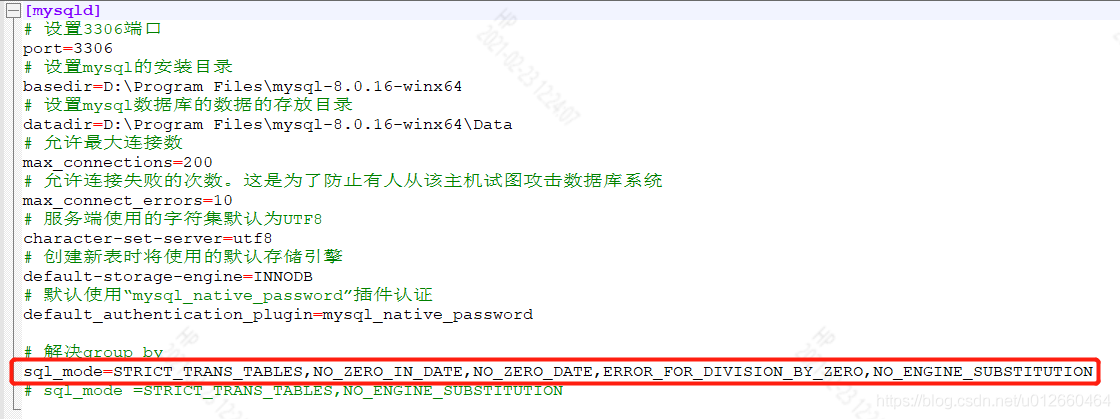 [mysqld]
# 设置3306端口
port=3306
# 设置mysql的安装目录
basedir=D:\Program Files\mysql-8.0.16-winx64
# 设置mysql数据库的数据的存放目录
datadir=D:\Program Files\mysql-8.0.16-winx64\Data
# 允许最大连接数
max_connections=200
# 允许连接失败的次数。这是为了防止有人从该主机试图攻击数据库系统
max_connect_errors=10
# 服务端使用的字符集默认为UTF8
character-set-server=utf8
# 创建新表时将使用的默认存储引擎
default-storage-engine=INNODB
# 默认使用“mysql_native_password”插件认证
default_authentication_plugin=mysql_native_password
# 解决group by
sql_mode=STRICT_TRANS_TABLES,NO_ZERO_IN_DATE,NO_ZERO_DATE,ERROR_FOR_DIVISION_BY_ZERO,NO_ENGINE_SUBSTITUTION
# sql_mode =STRICT_TRANS_TABLES,NO_ENGINE_SUBSTITUTION
HP
2021-02-23 122407
HP
HP
https://blog.csdn.net/u012660464